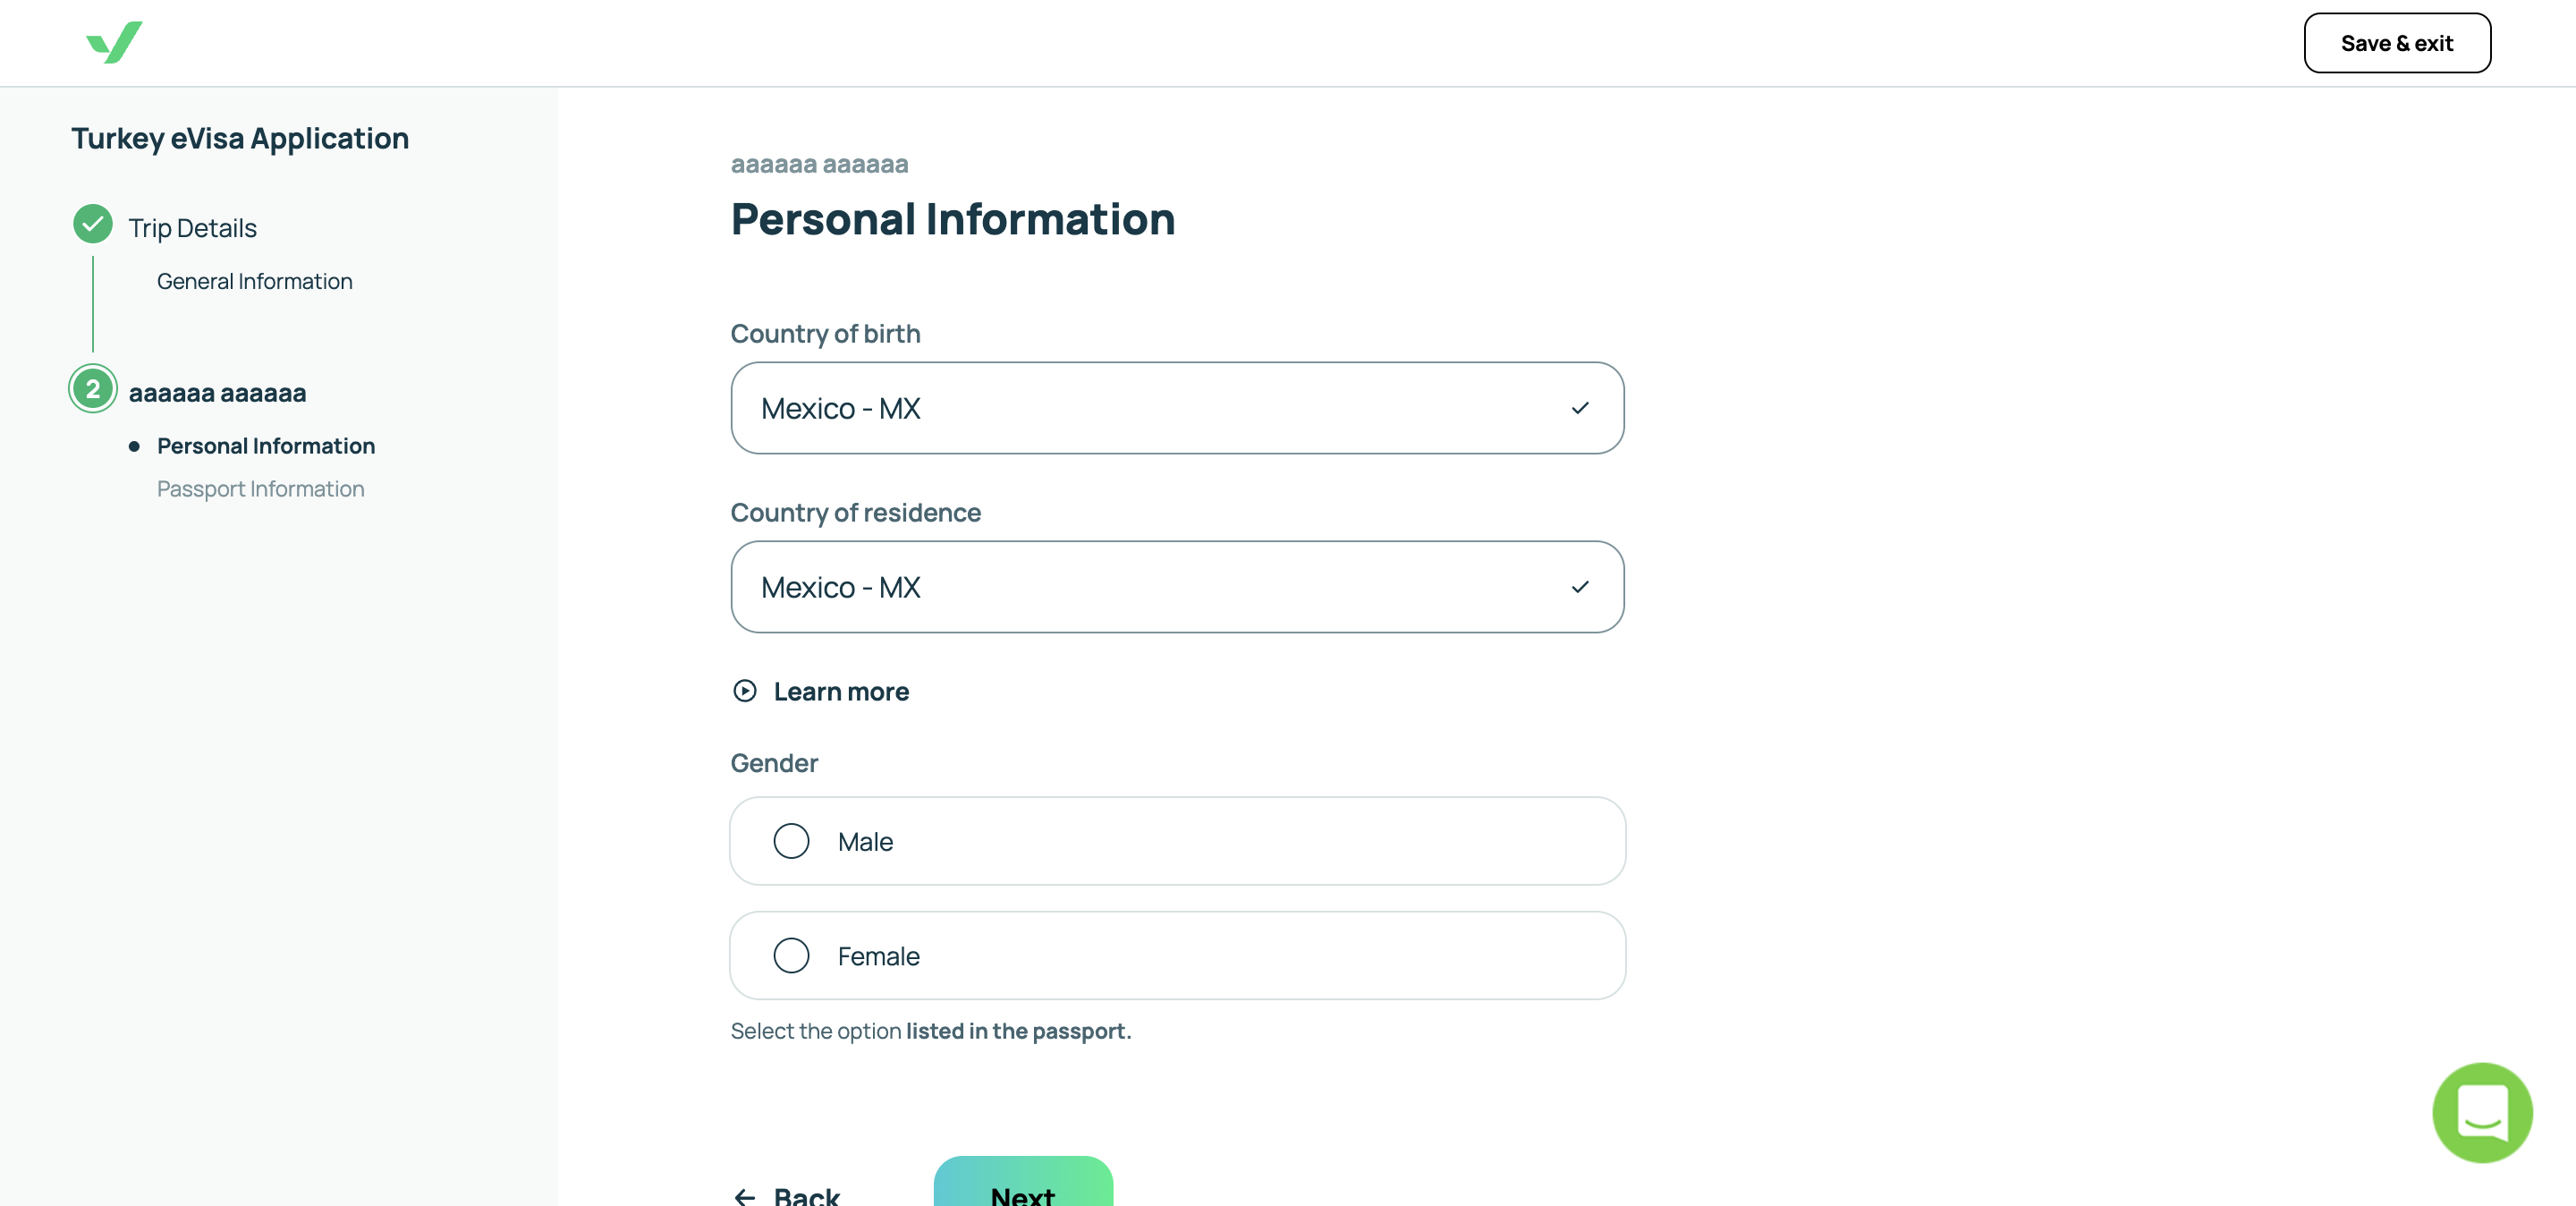 Save & exit
Turkey eVisa Application
Trip Details
General Information
2
aaaaaa aaaaaa
Personal Information
Passport Information
aaaaaa aaaaaa
Personal Information
Country of birth
Mexico - MX
Country of residence
Mexico - MX
Learn more
Gender
Male
Female
Select the option listed in the passport.
Back
Next